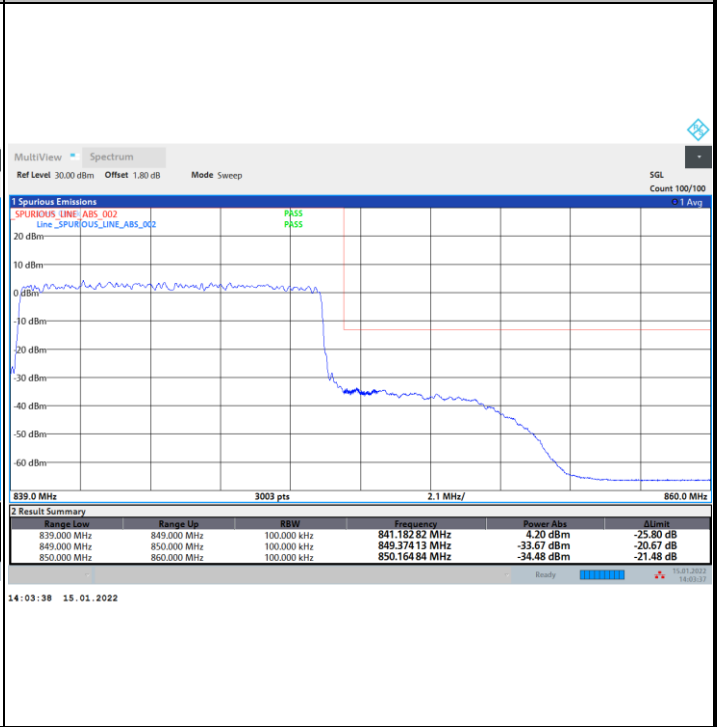 MultiView Spectrum
Ref Level 30.00 dBm Offset 1.80 dB Mode Sweep SGL
Count 100/100
1 Spurious Emissions 1 Avg
_SPURIOUS_LINE_ABS_002 PASS
Line _SPURIOUS_LINE_ABS_002 PASS
20 dBm
10 dBm
0 dBm
-10 dBm
-20 dBm
-30 dBm
-40 dBm
-50 dBm
-60 dBm
839.0 MHz 3003 pts 2.1 MHz/ 860.0 MHz
2 Result Summary
Range Low Range Up RBW Frequency Power Abs ΔLimit
839.000 MHz 849.000 MHz 100.000 kHz 841.182 82 MHz 4.20 dBm -25.80 dB
849.000 MHz 850.000 MHz 100.000 kHz 849.374 13 MHz -33.67 dBm -20.67 dB
850.000 MHz 860.000 MHz 100.000 kHz 850.164 84 MHz -34.48 dBm -21.48 dB
Ready 15.01.2022
14:03:37
14:03:38 15.01.2022